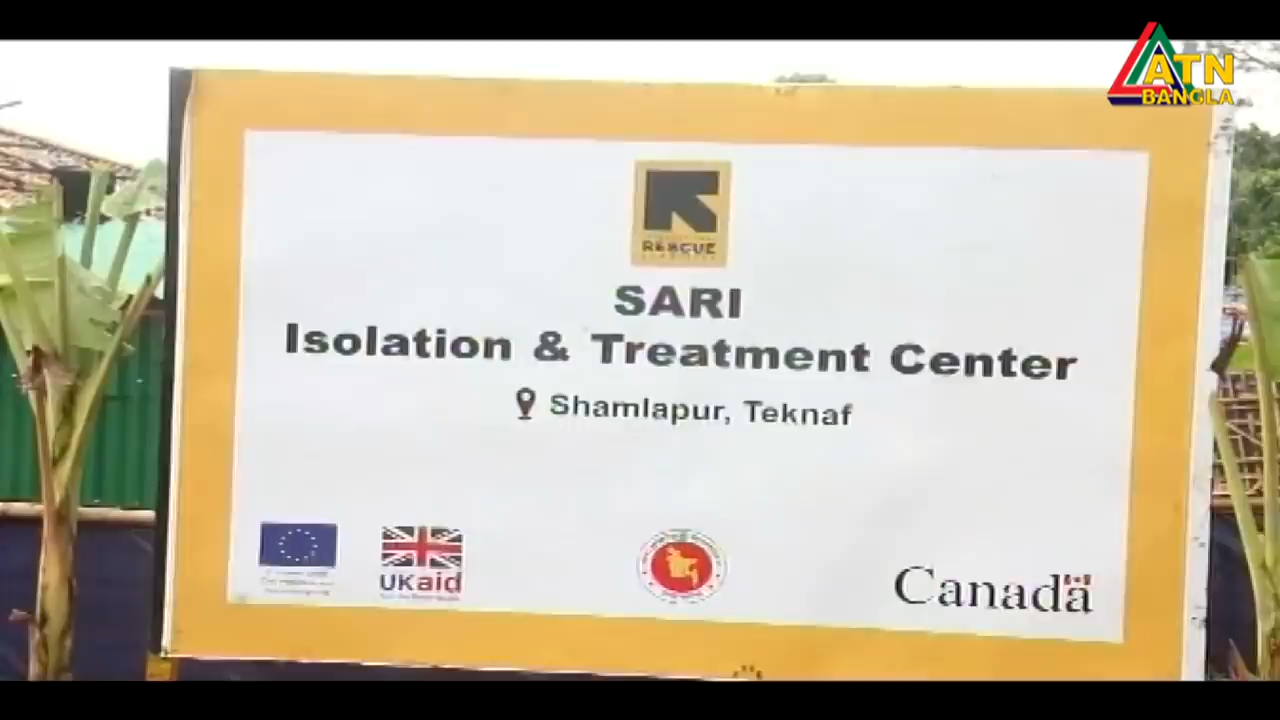 ATN
BANGLA
RESCUE
SARI
Isolation & Treatment Center
Shamlapur, Teknaf
UKaid
Canada